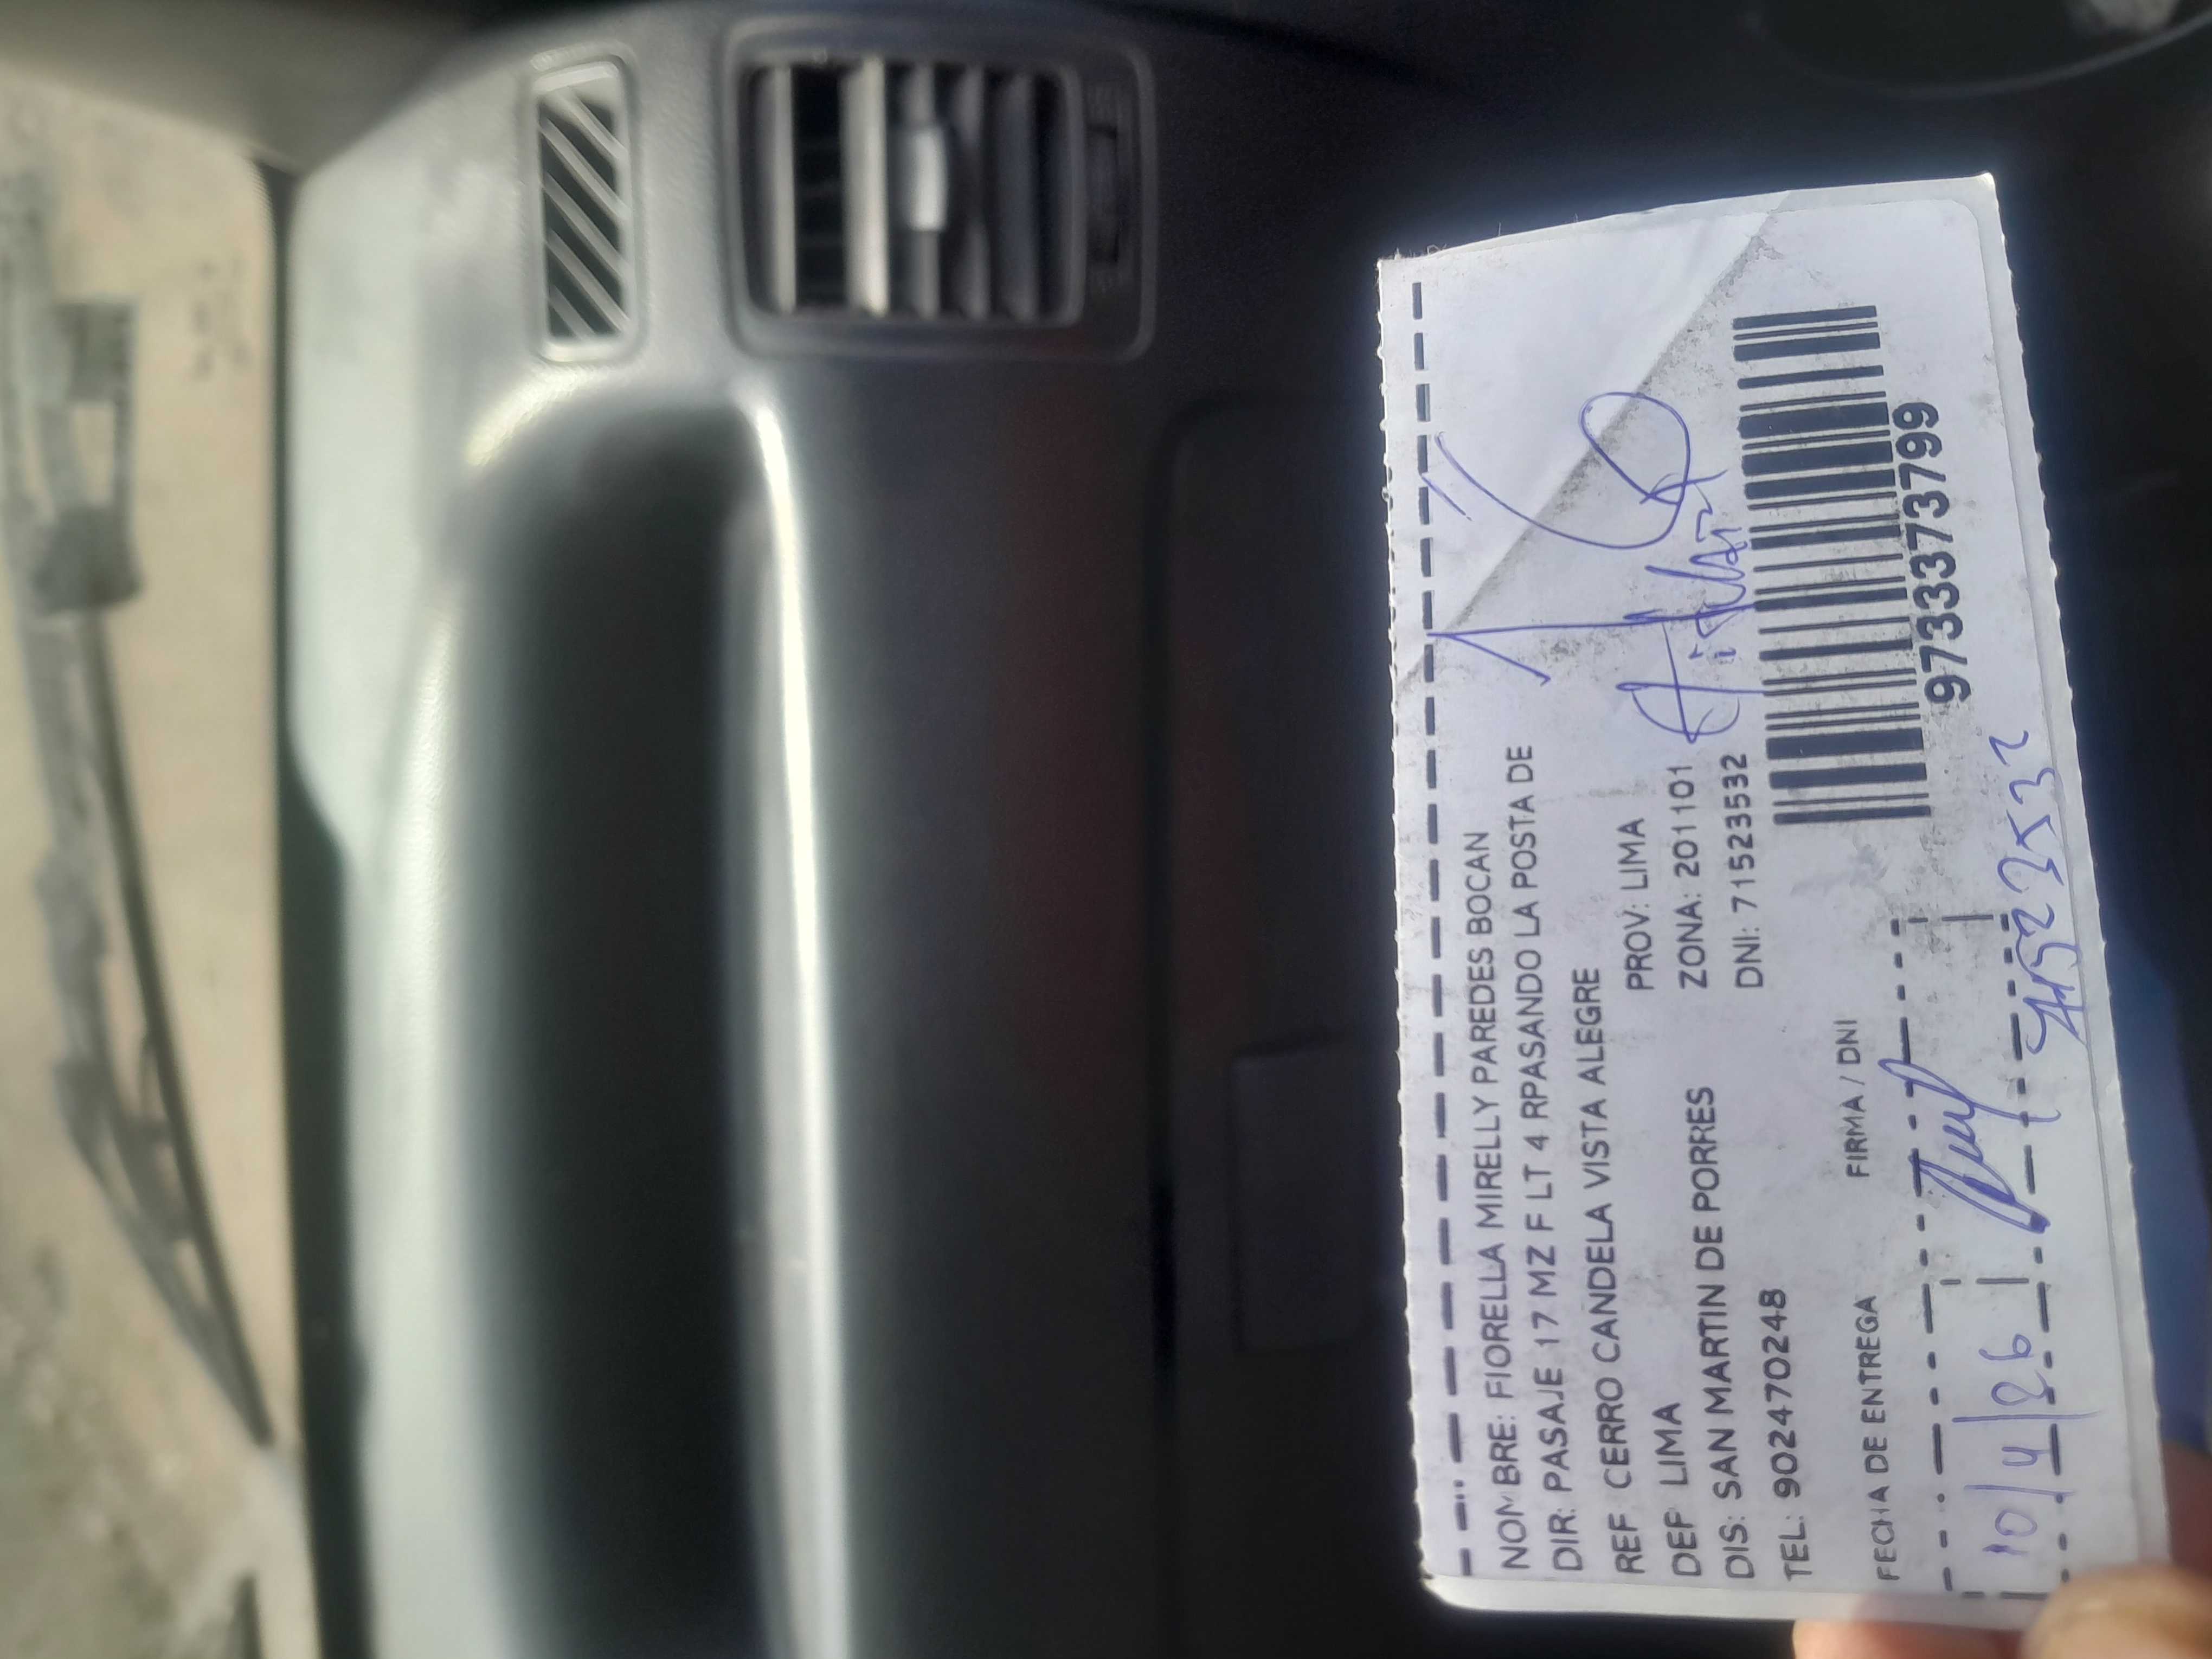 NOMBRE: FIORELLA MIRELLY PAREDES BOCAN
DIR: PASAJE 17 MZ F LT 4 RPASANDO LA POSTA DE
REF CERRO CANDELA VISTA ALEGRE
DEP LIMA PROV: LIMA
DIS: SAN MARTIN DE PORRES ZONA: 201101
TEL: 902470248 DNI: 71523532
FECHA DE ENTREGA FIRMA / DNI
9733373799
10/4/26
71523532